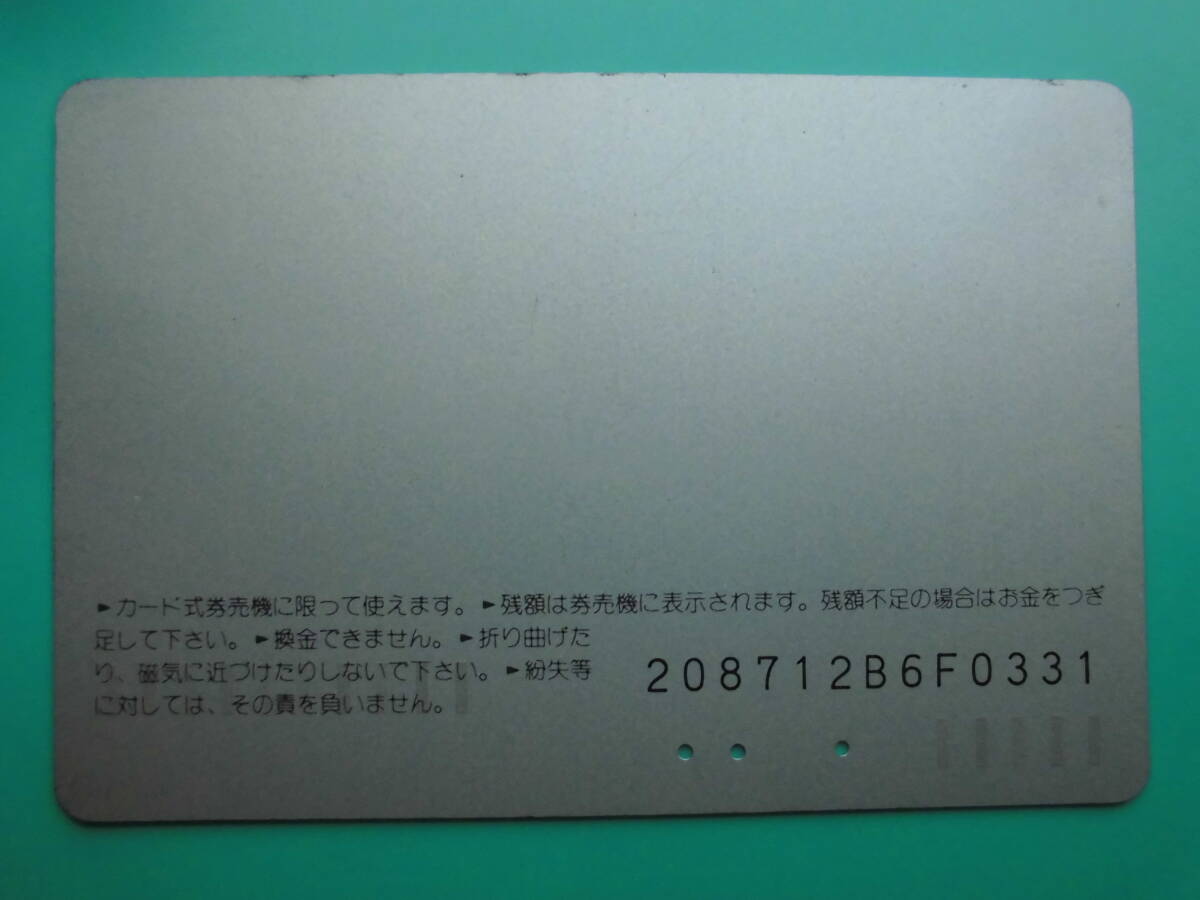 ►カード式券売機に限って使えます。►残額は券売機に表示されます。残額不足の場合はお金をつぎ
足して下さい。►換金できません。►折り曲げた
り、磁気に近づけたりしないで下さい。►紛失等
に対しては、その責を負いません。
208712B6F0331